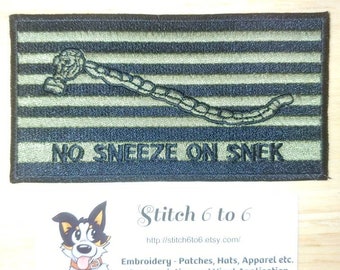 NO SNEEZE ON SNEK
Stitch 6 to 6
http://stitch6to6.etsy.com/
Embroidery - Patches, Hats, Apparel etc.